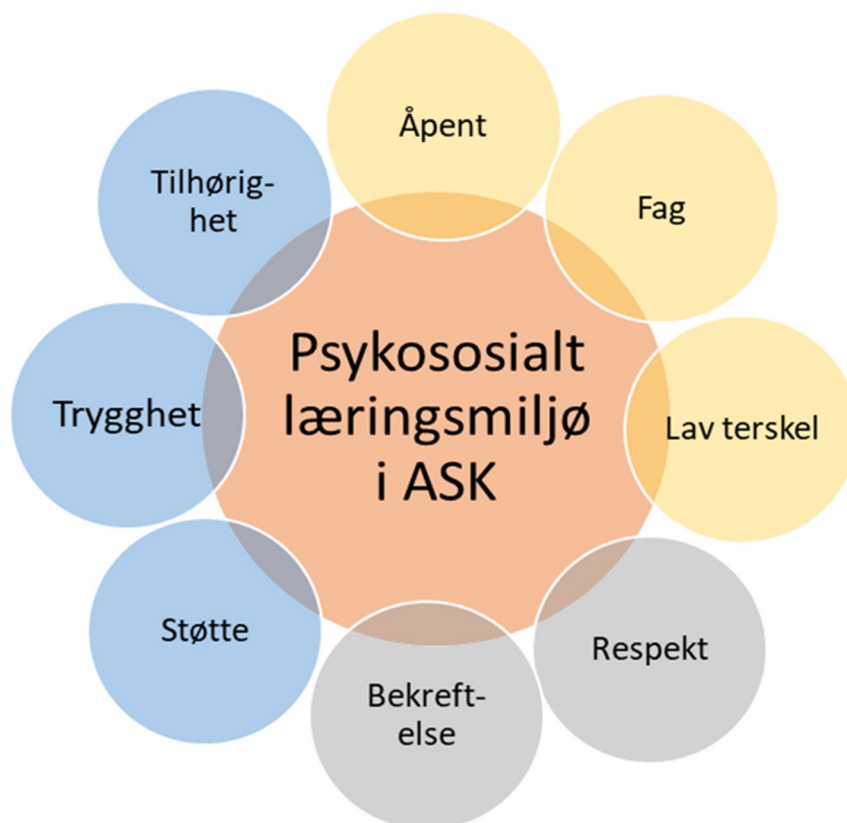 Åpent
Fag
Lav terskel
Respekt
Bekreft-
else
Støtte
Trygghet
Tilhørig-
het
Psykososialt
læringsmiljø
i ASK